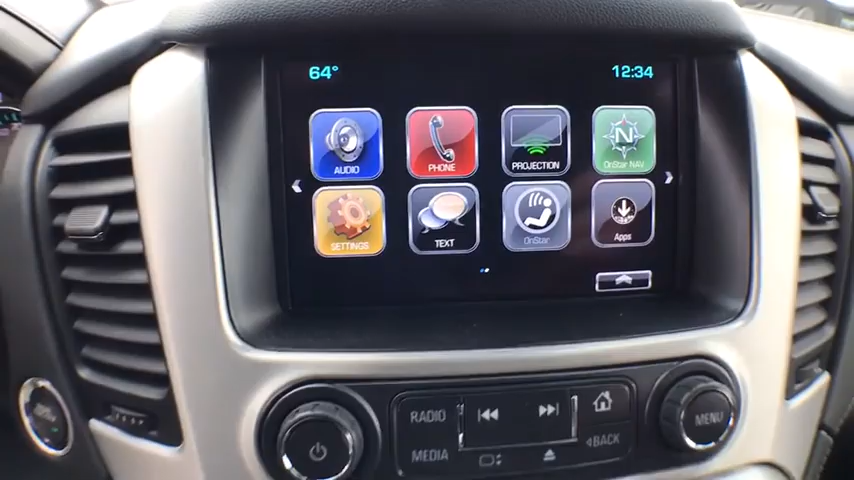 64° 12:34
AUDIO PHONE PROJECTION OnStar NAV
N
SETTINGS TEXT OnStar Apps
RADIO
BACK
MEDIA
MENU